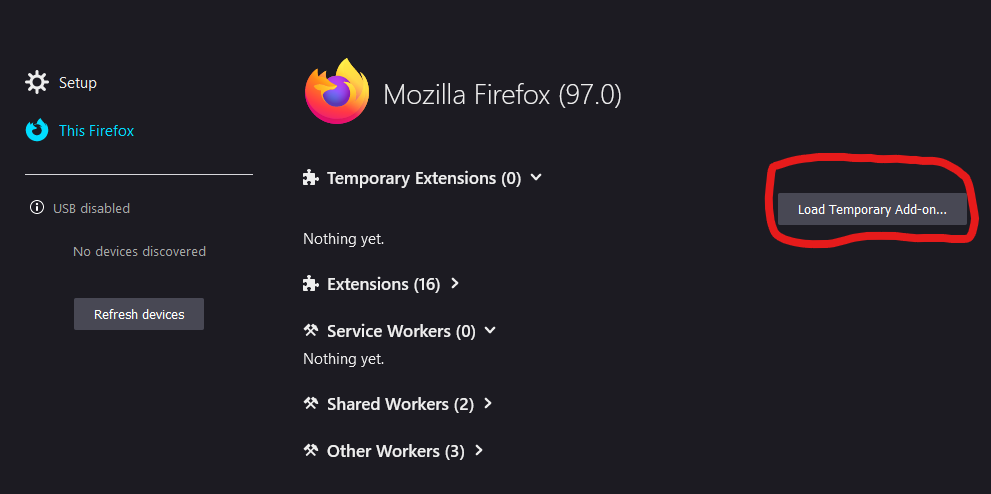 Setup
This Firefox
USB disabled
No devices discovered
Refresh devices
Mozilla Firefox (97.0)
Temporary Extensions (0)
Load Temporary Add-on...
Nothing yet.
Extensions (16)
Service Workers (0)
Nothing yet.
Shared Workers (2)
Other Workers (3)